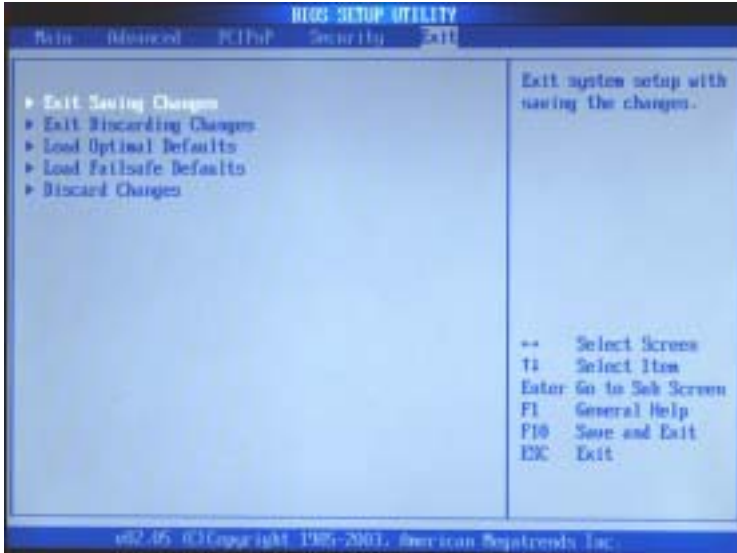 BIOS SETUP UTILITY
Main Advanced PCIPnP Security Exit
▶ Exit Saving Changes
▶ Exit Discarding Changes
▶ Load Optimal Defaults
▶ Load Failsafe Defaults
▶ Discard Changes
Exit system setup with
saving the changes.
↔ Select Screen
↑↓ Select Item
Enter Go to Sub Screen
F1 General Help
F10 Save and Exit
ESC Exit
v02.05 (C)Copyright 1985-2003, American Megatrends Inc.